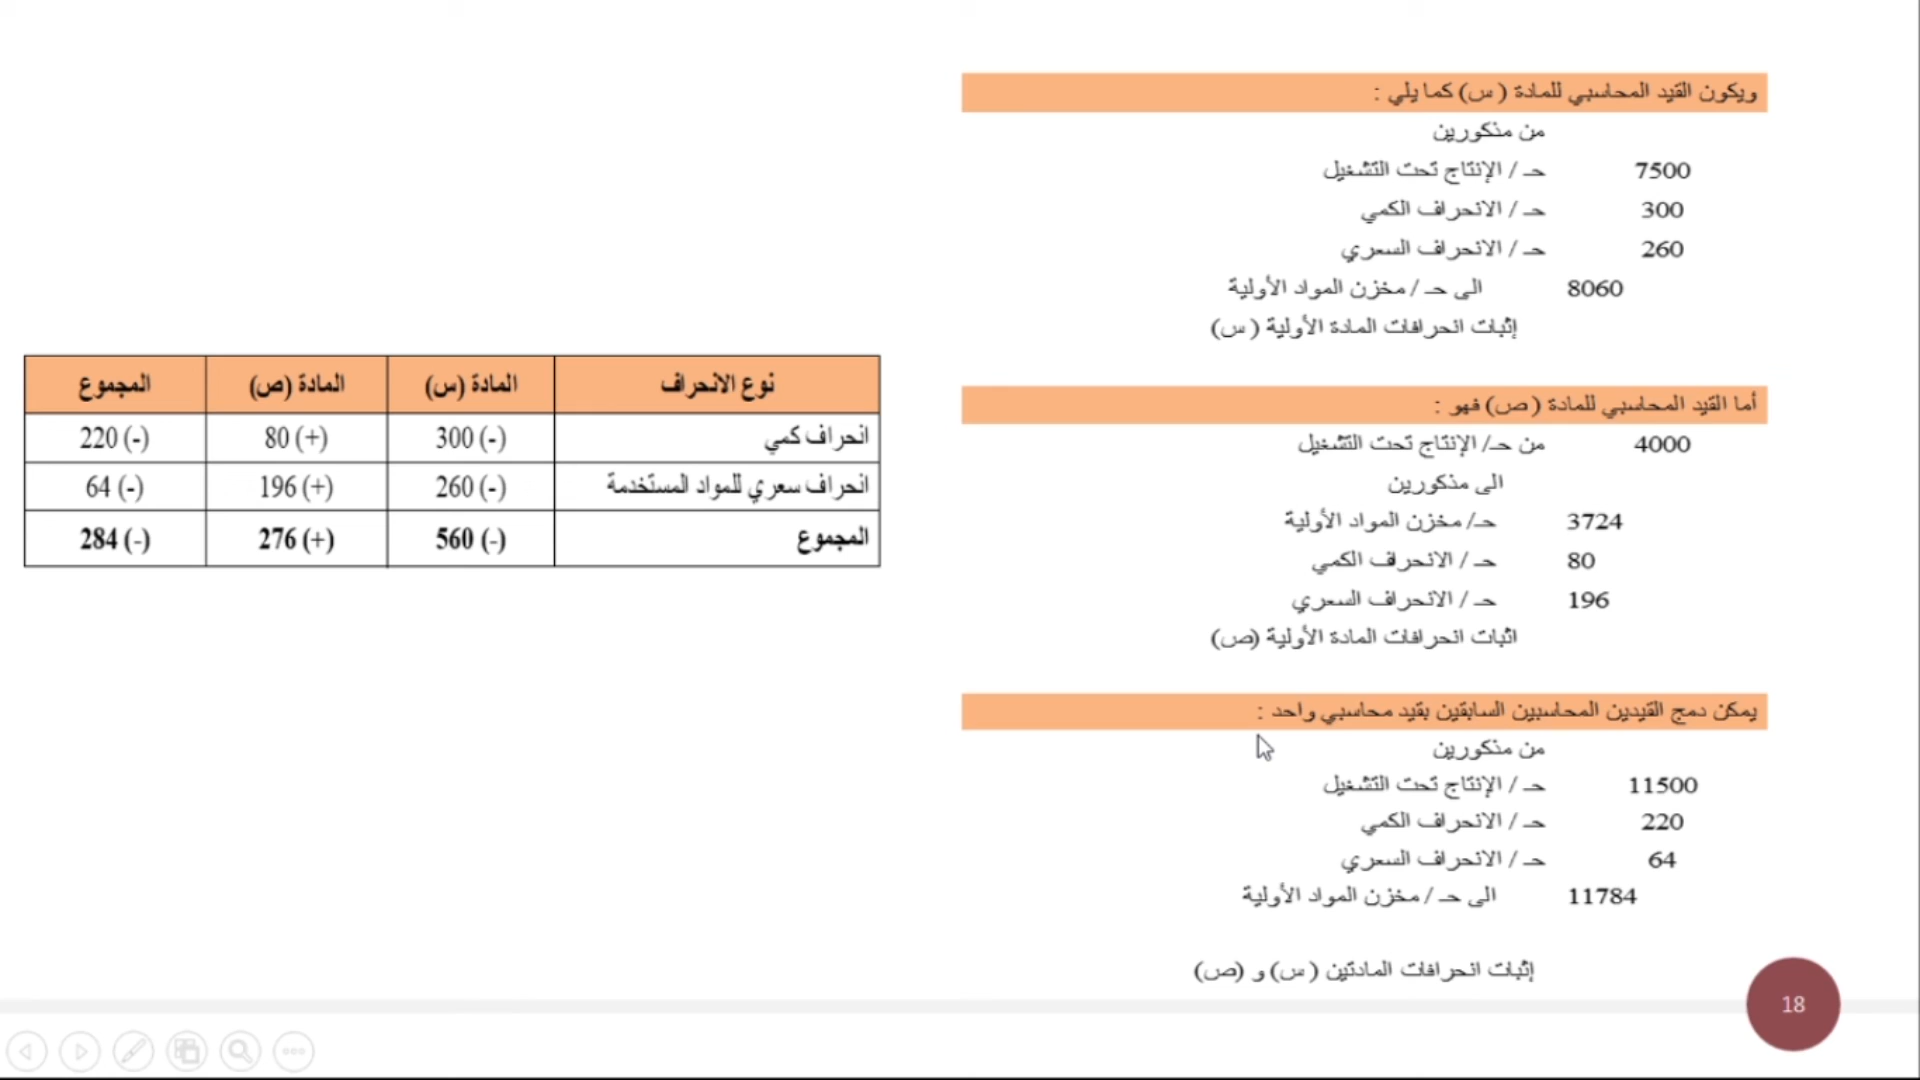 ويكون القيد المحاسبي للمادة (س) كما يلي :
من مذكورين
7500 حـ / الإنتاج تحت التشغيل
300 حـ / الانحراف الكمي
260 حـ / الانحراف السعري
8060 الى حـ / مخزن المواد الأولية
إثبات انحرافات المادة الأولية (س)
أما القيد المحاسبي للمادة (ص) فهو :
4000 من حـ/ الإنتاج تحت التشغيل
الى مذكورين
3724 حـ/ مخزن المواد الأولية
80 حـ / الانحراف الكمي
196 حـ / الانحراف السعري
اثبات انحرافات المادة الأولية (ص)
يمكن دمج القيدين المحاسبيين السابقين بقيد محاسبي واحد :
من مذكورين
11500 حـ / الإنتاج تحت التشغيل
220 حـ / الانحراف الكمي
64 حـ / الانحراف السعري
11784 الى حـ / مخزن المواد الأولية
إثبات انحرافات المادتين (س) و (ص)
نوع الانحراف المادة (س) المادة (ص) المجموع
انحراف كمي 300 (-) 80 (+) 220 (-)
انحراف سعري للمواد المستخدمة 260 (-) 196 (+) 64 (-)
المجموع 560 (-) 276 (+) 284 (-)
18